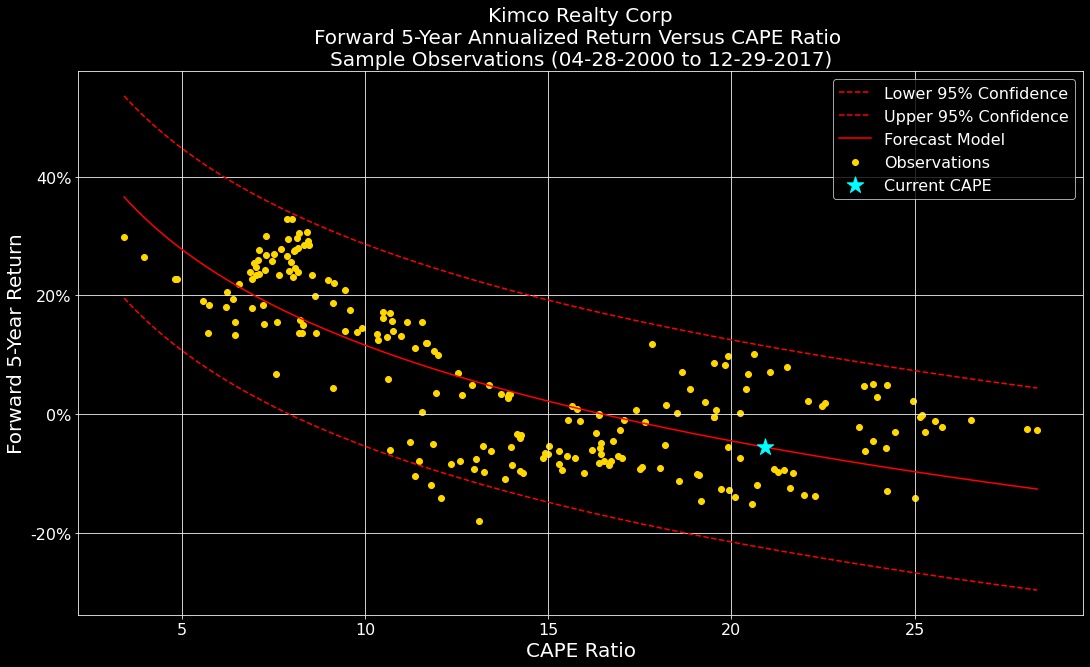 Kimco Realty Corp
Forward 5-Year Annualized Return Versus CAPE Ratio
Sample Observations (04-28-2000 to 12-29-2017)
Lower 95% Confidence
Upper 95% Confidence
Forecast Model
Observations
Current CAPE
Forward 5-Year Return
40%
20%
0%
-20%
5
10
15
20
25
CAPE Ratio